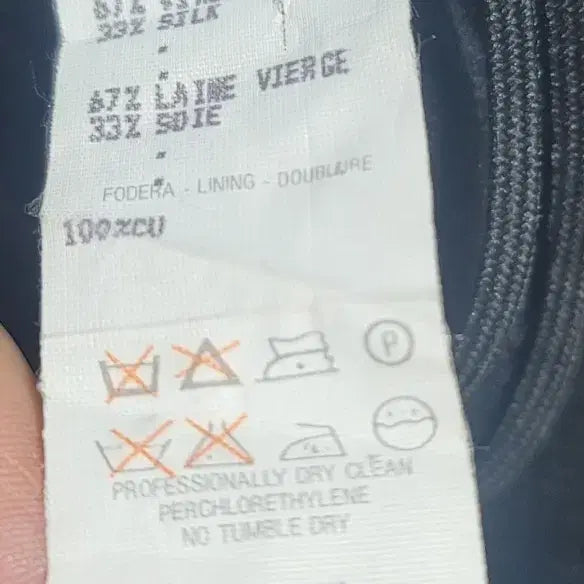 33% SILK
67% LAINE VIERGE
33% SOIE
FODERA - LINING - DOUBLURE
100%CU
P
PROFESSIONALLY DRY CLEAN
PERCHLORETHYLENE
NO TUMBLE DRY